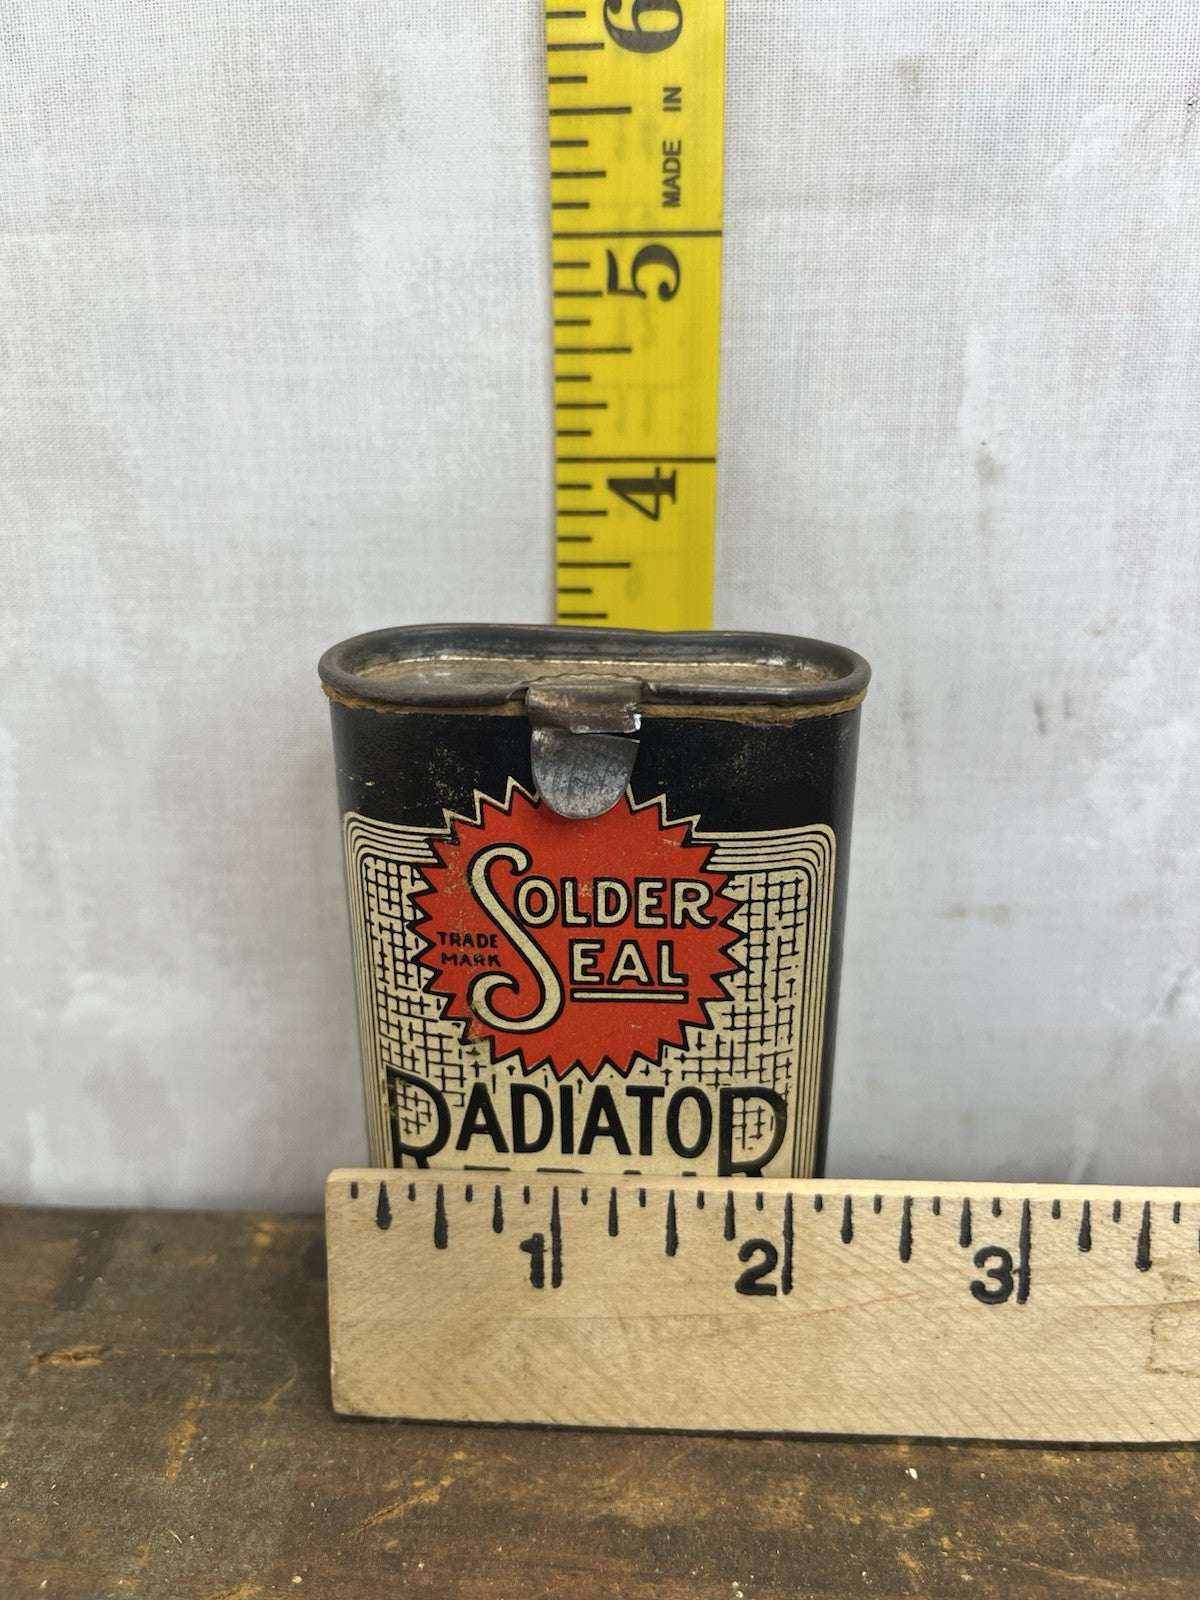 6
MADE IN
5
4
SOLDER
SEAL
TRADE
MARK
RADIATOR
1 2 3